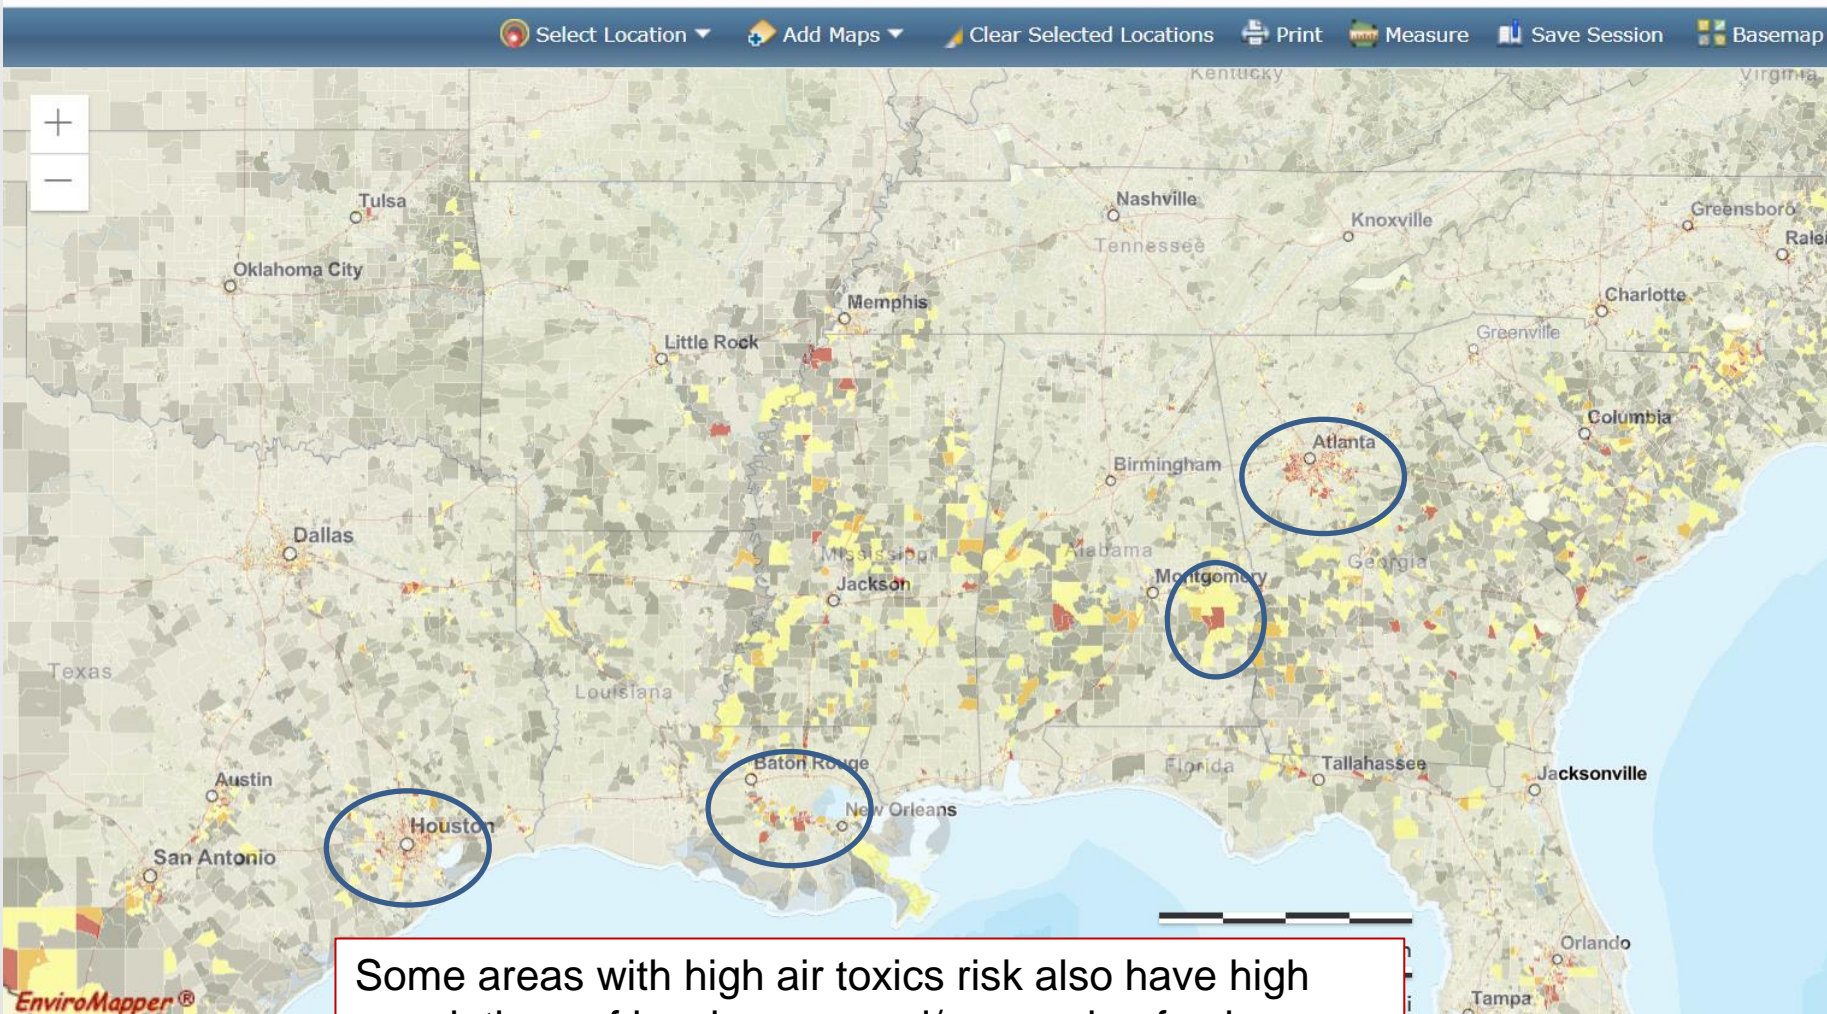 Select Location Add Maps Clear Selected Locations Print Measure Save Session Basemap
Kentucky Virginia
Tulsa
Nashville
Knoxville
Greensboro
Tennessee
Oklahoma City
Memphis
Charlotte
Greenville
Little Rock
Columbia
Atlanta
Birmingham
Dallas
Mississippi
Alabama
Georgia
Montgomery
Jackson
Texas
Louisiana
Baton Rouge
Florida
Tallahassee
Jacksonville
Austin
New Orleans
Houston
San Antonio
Orlando
Tampa
EnviroMapper ®
Some areas with high air toxics risk also have high